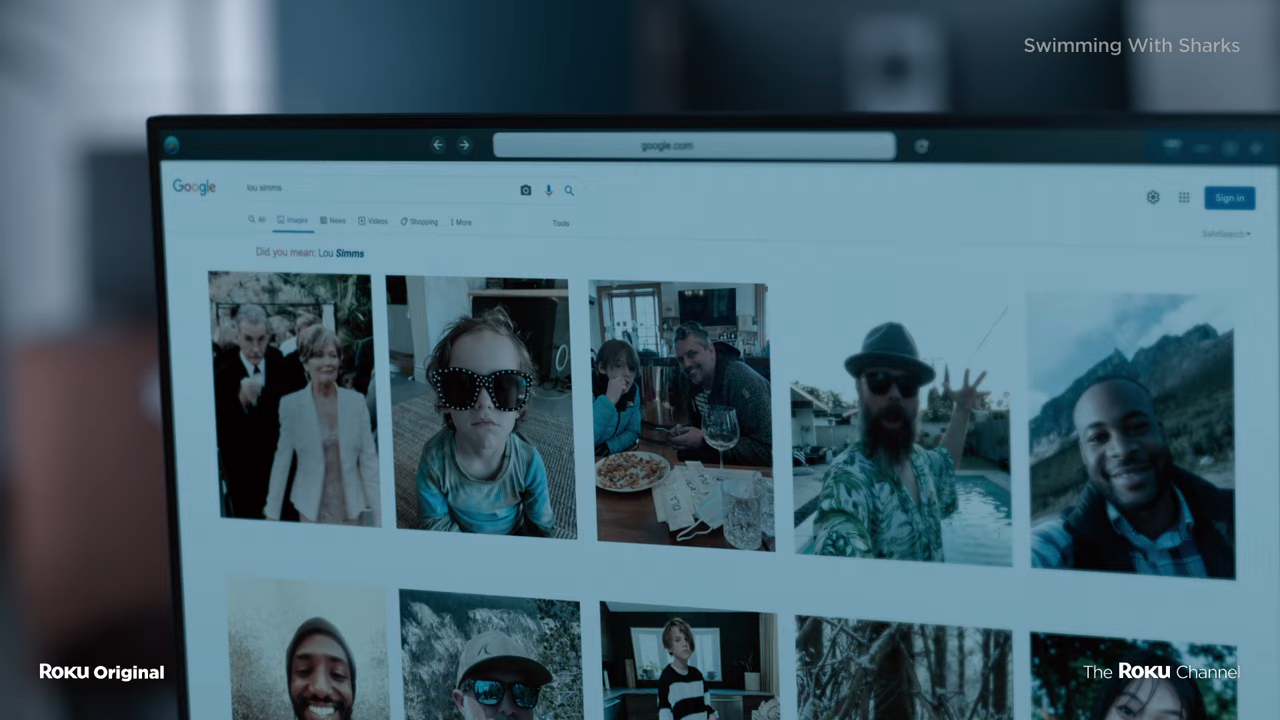 Swimming With Sharks
google.com
Google
lou simms
Sign in
All Images News Videos Shopping More Tools
SafeSearch
Did you mean: Lou Simms
ROKU Original
The ROKU Channel